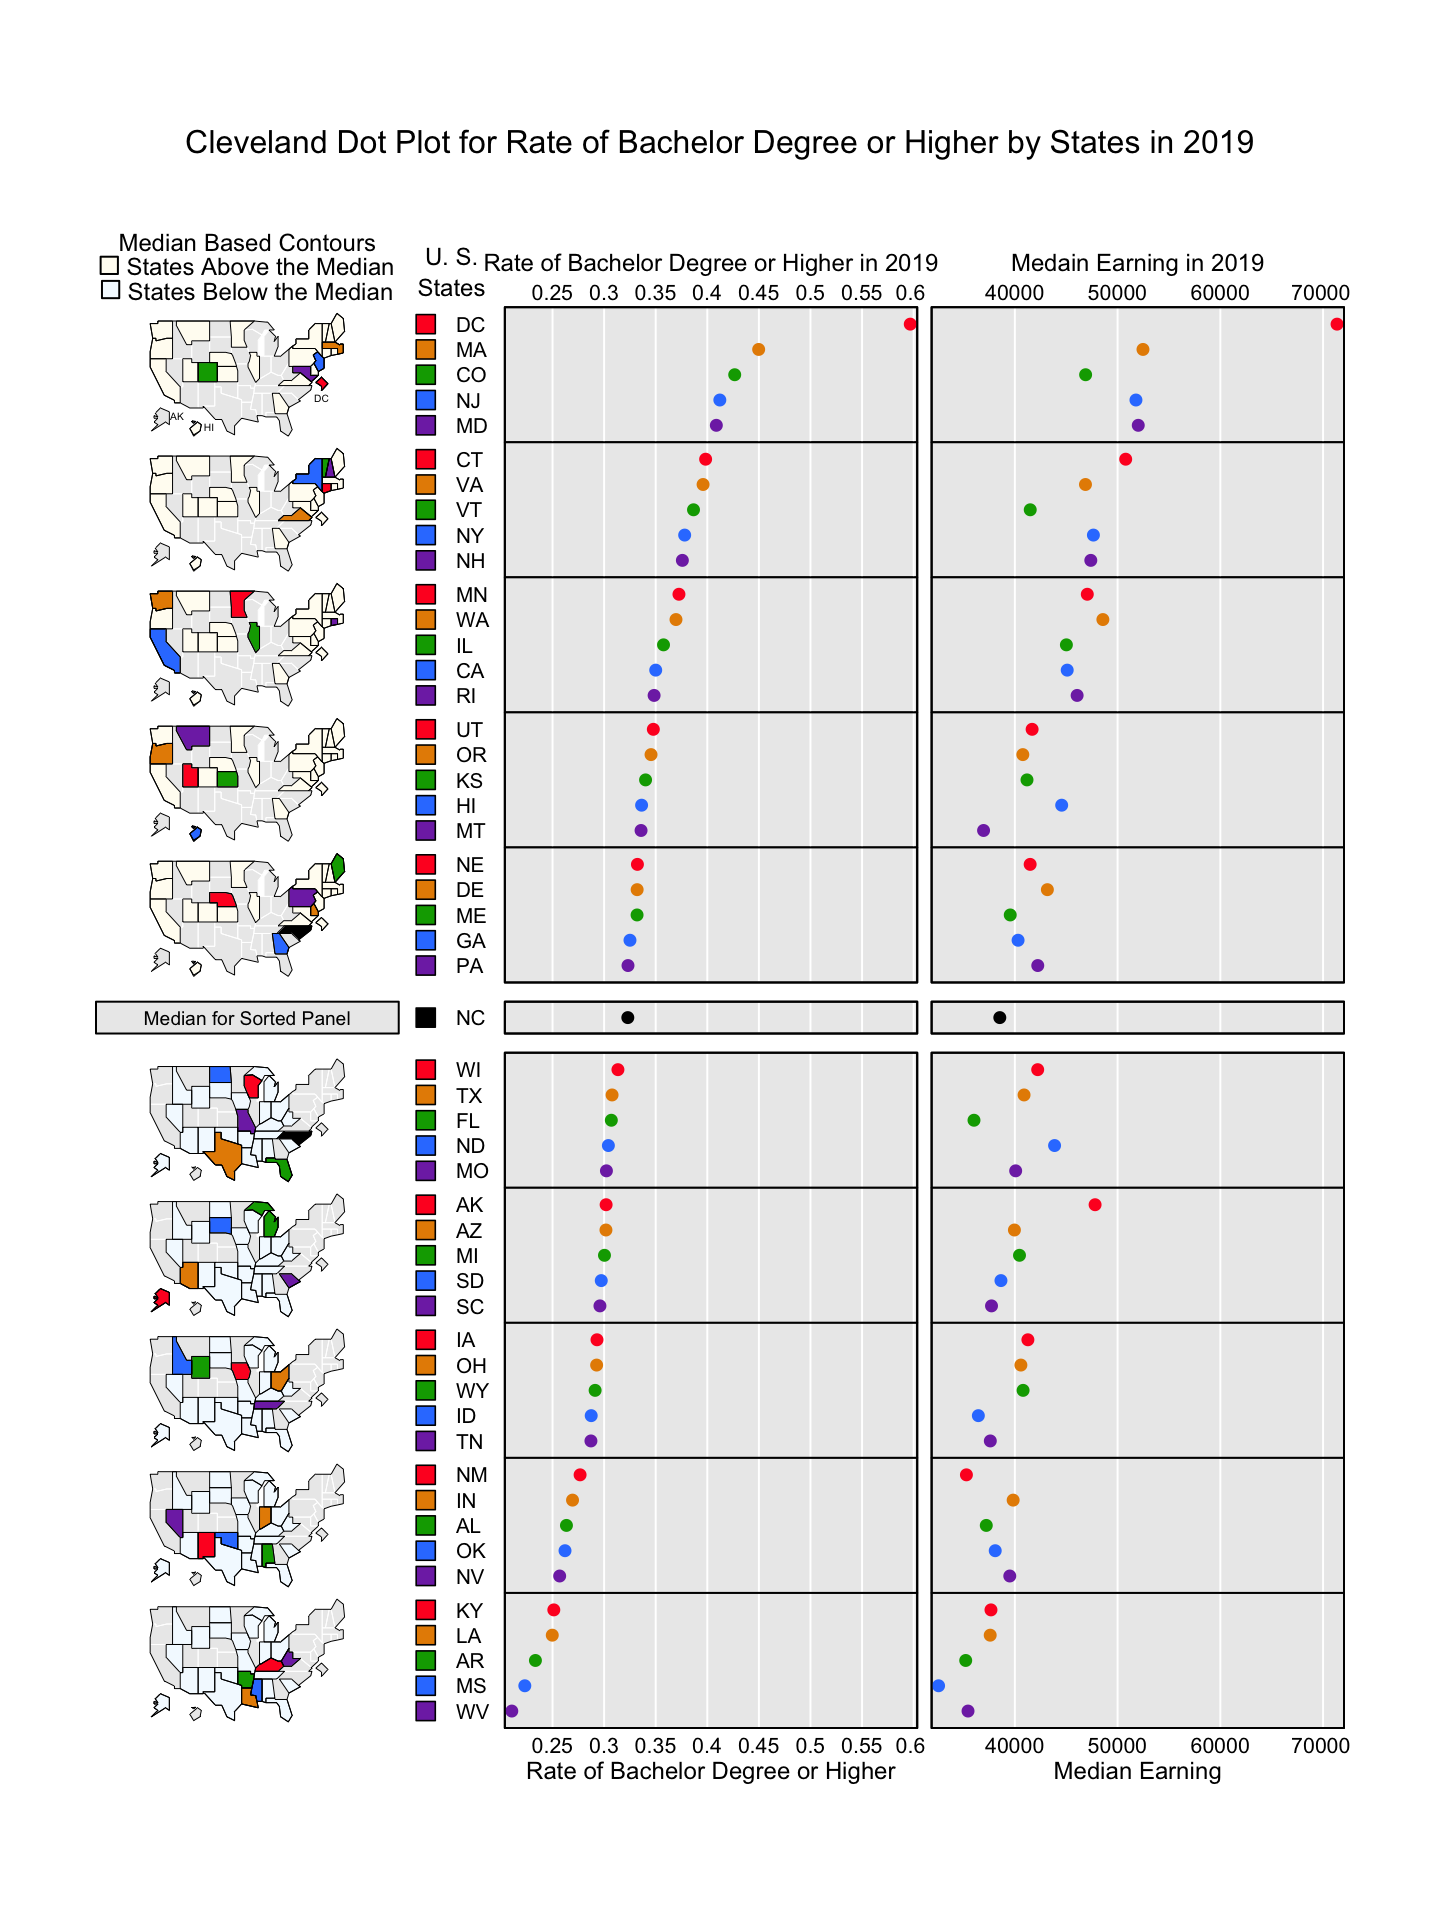 Cleveland Dot Plot for Rate of Bachelor Degree or Higher by States in 2019
Median Based Contours
States Above the Median
States Below the Median
U. S.
States
Rate of Bachelor Degree or Higher in 2019
0.25 0.3 0.35 0.4 0.45 0.5 0.55 0.6
Medain Earning in 2019
40000 50000 60000 70000
AK
HI
DC
DC
MA
CO
NJ
MD
CT
VA
VT
NY
NH
MN
WA
IL
CA
RI
UT
OR
KS
HI
MT
NE
DE
ME
GA
PA
Median for Sorted Panel
NC
WI
TX
FL
ND
MO
AK
AZ
MI
SD
SC
IA
OH
WY
ID
TN
NM
IN
AL
OK
NV
KY
LA
AR
MS
WV
0.25 0.3 0.35 0.4 0.45 0.5 0.55 0.6
Rate of Bachelor Degree or Higher
40000 50000 60000 70000
Median Earning